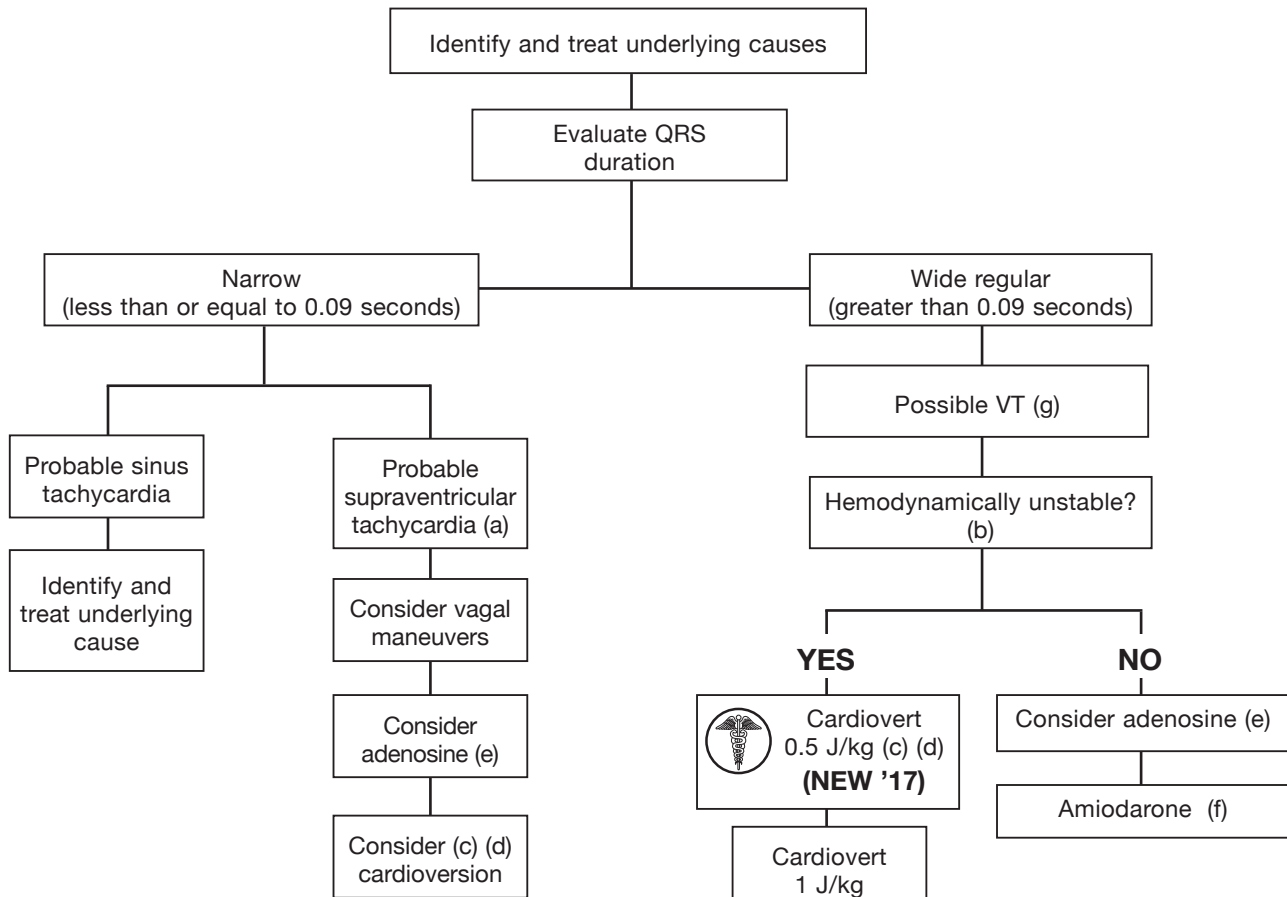 Identify and treat underlying causes
Evaluate QRS
duration
Narrow
(less than or equal to 0.09 seconds)
Wide regular
(greater than 0.09 seconds)
Probable sinus
tachycardia
Identify and
treat underlying
cause
Probable
supraventricular
tachycardia (a)
Consider vagal
maneuvers
Consider
adenosine (e)
Consider (c) (d)
cardioversion
Possible VT (g)
Hemodynamically unstable?
(b)
YES
Cardiovert
0.5 J/kg (c) (d)
(NEW ’17)
Cardiovert
1 J/kg
NO
Consider adenosine (e)
Amiodarone (f)